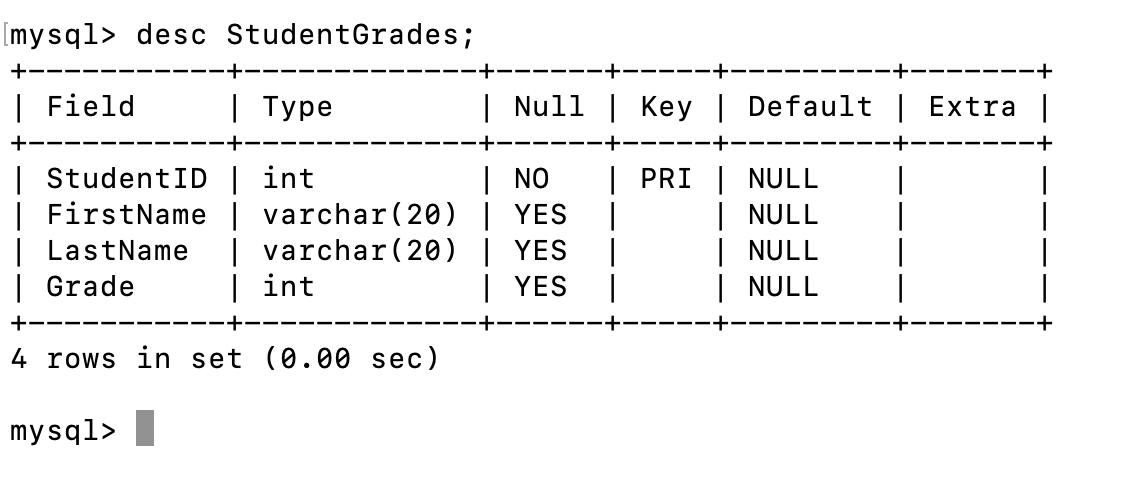 mysql> desc StudentGrades;
+-----------+-------------+------+-----+---------+-------+
| Field     | Type        | Null | Key | Default | Extra |
+-----------+-------------+------+-----+---------+-------+
| StudentID | int         | NO   | PRI | NULL    |       |
| FirstName | varchar(20) | YES  |     | NULL    |       |
| LastName  | varchar(20) | YES  |     | NULL    |       |
| Grade     | int         | YES  |     | NULL    |       |
+-----------+-------------+------+-----+---------+-------+
4 rows in set (0.00 sec)
mysql>